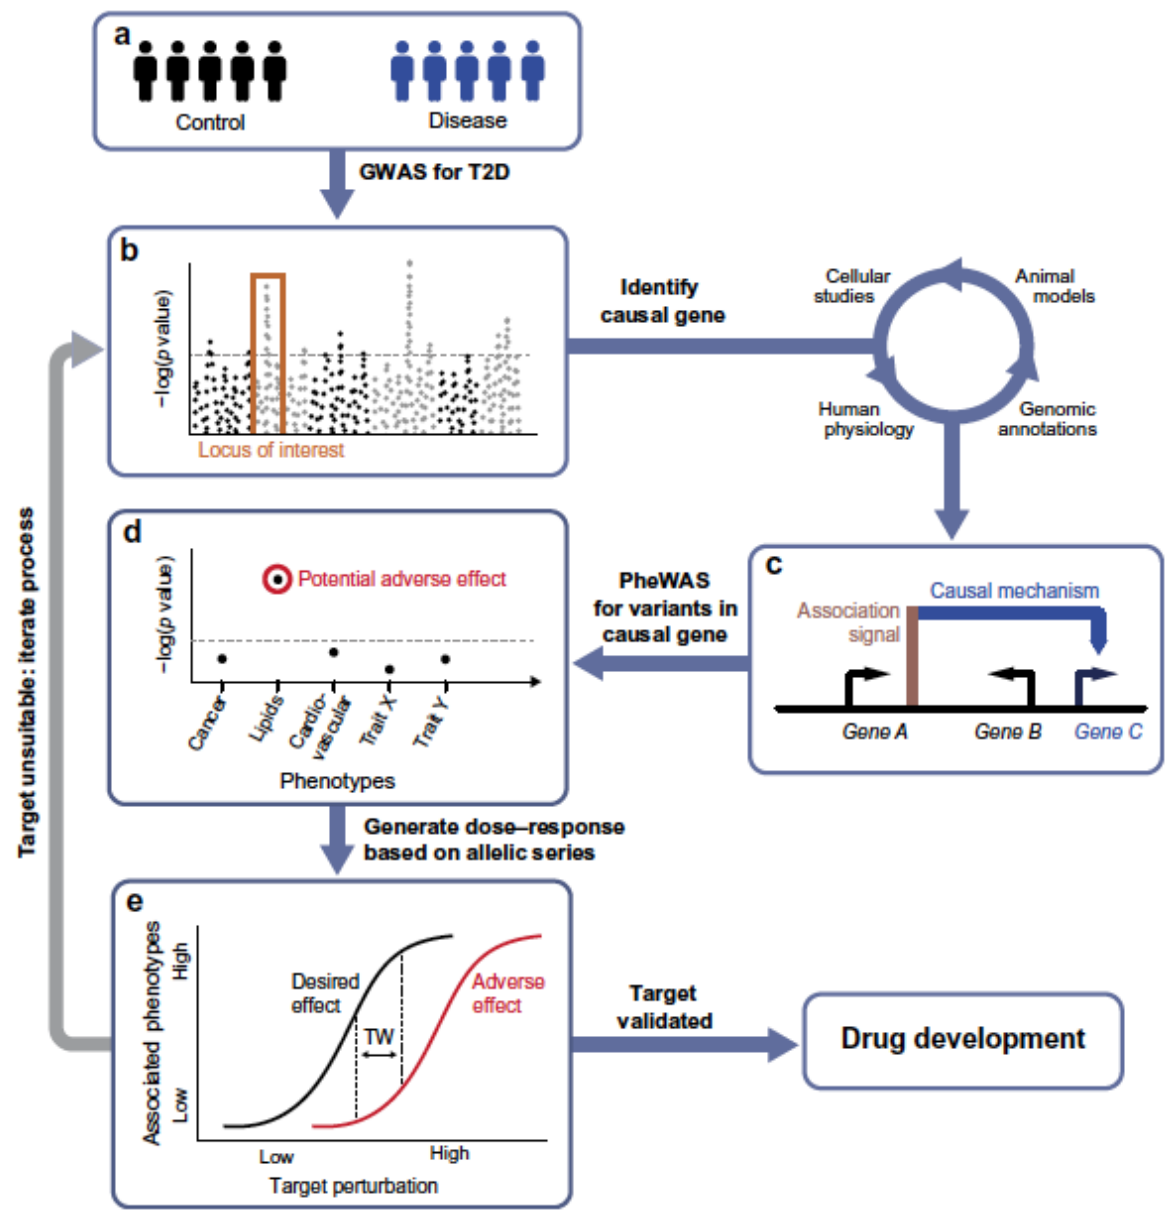 a
Control
Disease
GWAS for T2D
b
−log(p value)
Locus of interest
Identify
causal gene
Cellular
studies
Animal
models
Human
physiology
Genomic
annotations
c
Causal mechanism
Association
signal
Gene A
Gene B
Gene C
PheWAS
for variants in
causal gene
d
−log(p value)
Potential adverse effect
Cancer
Lipids
Cardio-
vascular
Trait X
Trait Y
Phenotypes
Generate dose–response
based on allelic series
e
Associated phenotypes
High
Low
Desired
effect
TW
Adverse
effect
Low
High
Target perturbation
Target unsuitable: iterate process
Target
validated
Drug development